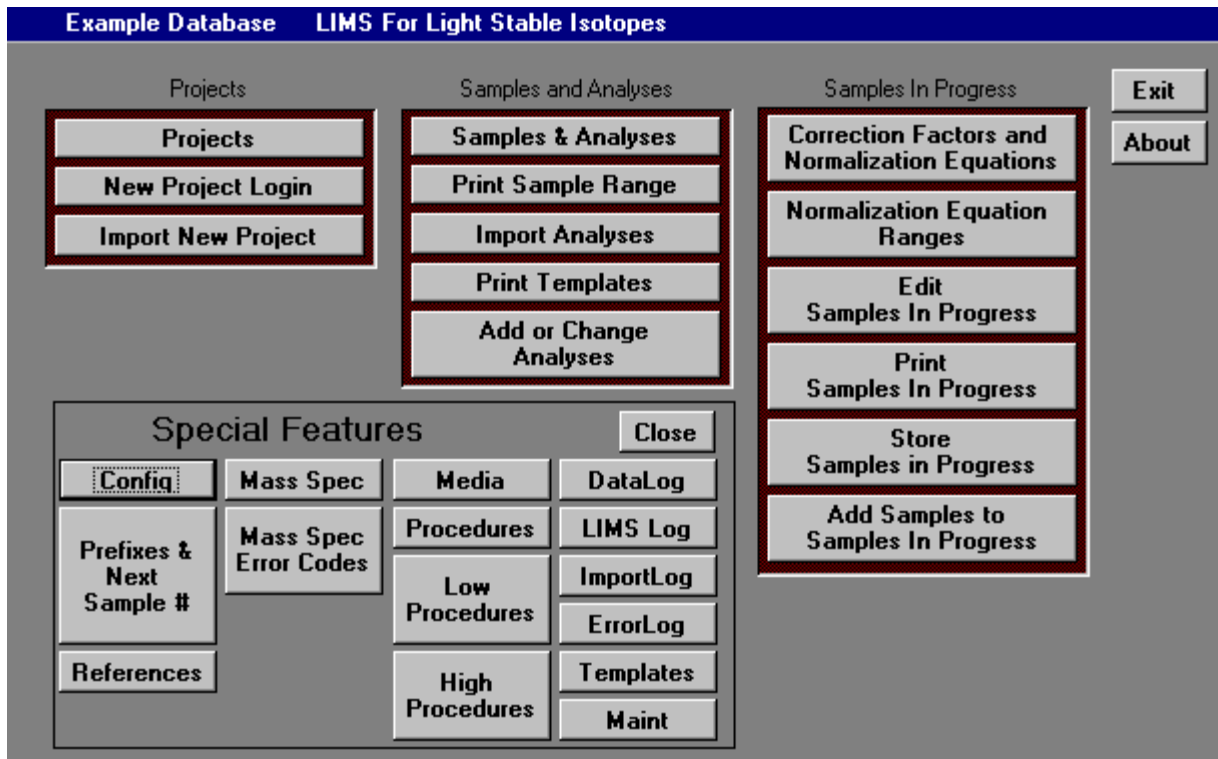 Example Database LIMS For Light Stable Isotopes
Projects
Projects
New Project Login
Import New Project
Samples and Analyses
Samples & Analyses
Print Sample Range
Import Analyses
Print Templates
Add or Change
Analyses
Samples In Progress
Correction Factors and
Normalization Equations
Normalization Equation
Ranges
Edit
Samples In Progress
Print
Samples In Progress
Store
Samples in Progress
Add Samples to
Samples In Progress
Exit
About
Special Features
Close
Config
Prefixes &
Next
Sample #
References
Mass Spec
Mass Spec
Error Codes
Media
Procedures
Low
Procedures
High
Procedures
DataLog
LIMS Log
ImportLog
ErrorLog
Templates
Maint